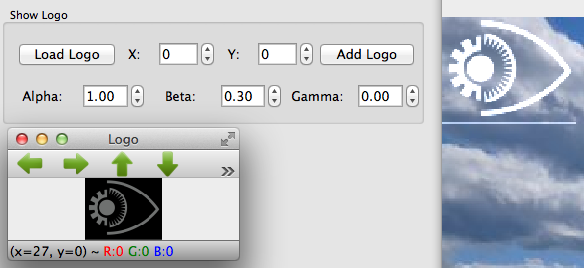 Show Logo
Load Logo X: 0 Y: 0 Add Logo
Alpha: 1.00 Beta: 0.30 Gamma: 0.00
Logo
»
(x=27, y=0) ~ R:0 G:0 B:0